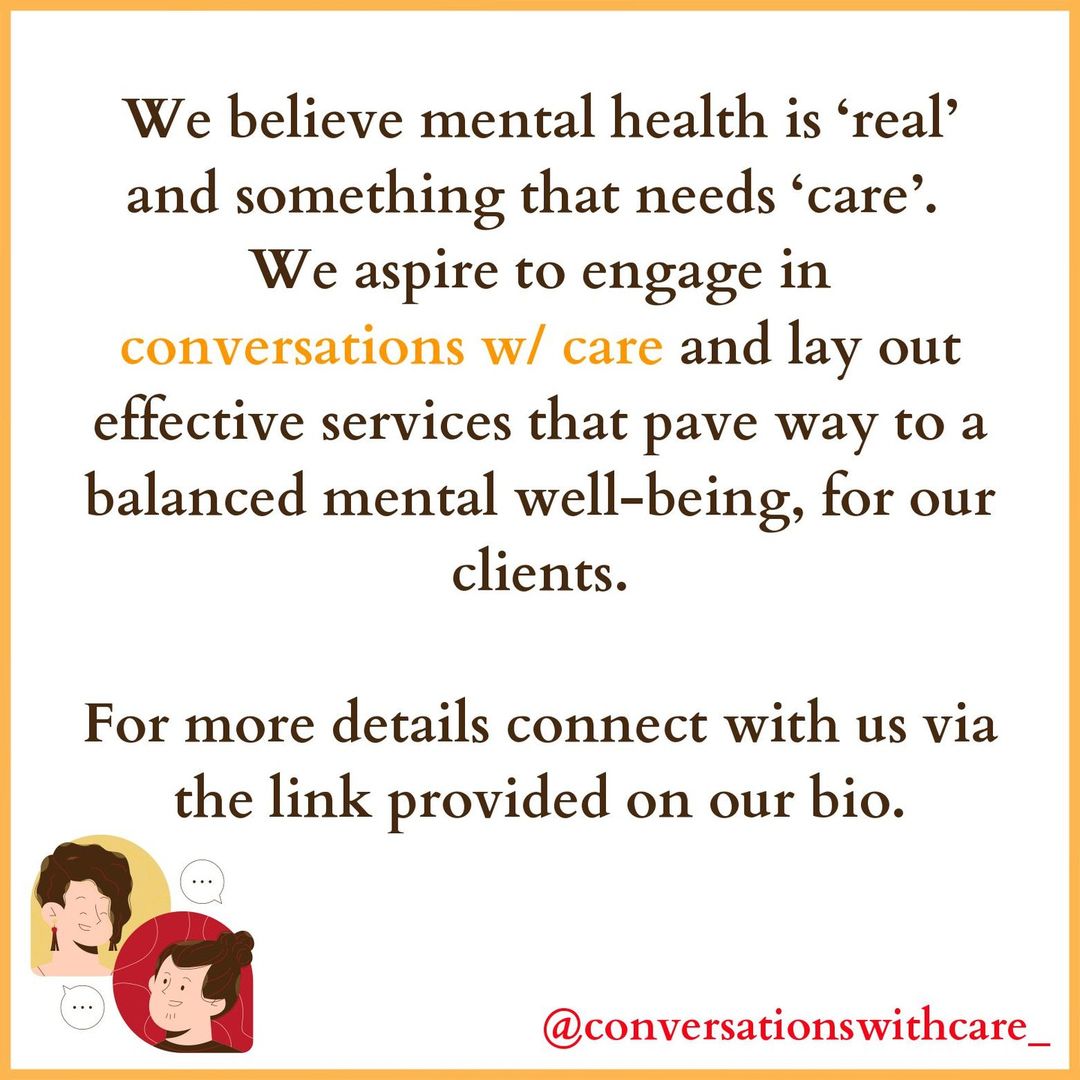 We believe mental health is ‘real’
and something that needs ‘care’.
We aspire to engage in
conversations w/ care and lay out
effective services that pave way to a
balanced mental well-being, for our
clients.
For more details connect with us via
the link provided on our bio.
@conversationswithcare_